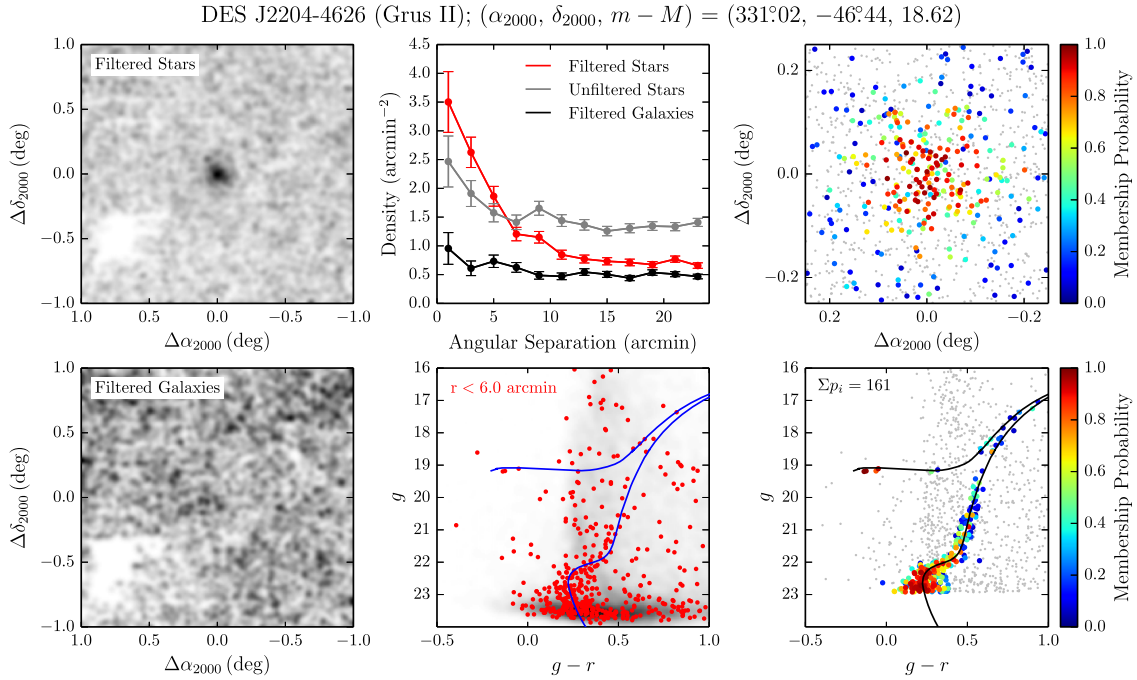 DES J2204-4626 (Grus II); (α2000, δ2000, m − M) = (331.°02, −46.°44, 18.62)
Filtered Stars
1.0
0.5
0.0
−0.5
−1.0
Δδ2000 (deg)
1.0 0.5 0.0 −0.5 −1.0
Δα2000 (deg)
Filtered Stars
Unfiltered Stars
Filtered Galaxies
4.5
4.0
3.5
3.0
2.5
2.0
1.5
1.0
0.5
0.0
Density (arcmin−2)
0 5 10 15 20
Angular Separation (arcmin)
0.2
0.0
−0.2
Δδ2000 (deg)
0.2 0.0 −0.2
Δα2000 (deg)
1.0
0.8
0.6
0.4
0.2
0.0
Membership Probability
Filtered Galaxies
1.0
0.5
0.0
−0.5
−1.0
Δδ2000 (deg)
1.0 0.5 0.0 −0.5 −1.0
Δα2000 (deg)
r < 6.0 arcmin
16
17
18
19
20
21
22
23
g
−0.5 0.0 0.5 1.0
g − r
Σpi = 161
16
17
18
19
20
21
22
23
g
−0.5 0.0 0.5 1.0
g − r
1.0
0.8
0.6
0.4
0.2
0.0
Membership Probability